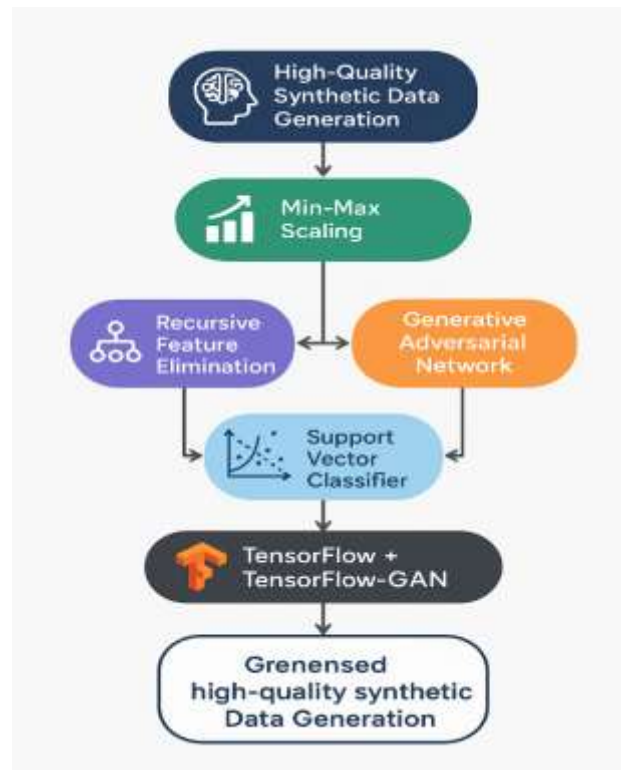 High-Quality
Synthetic Data
Generation
Min-Max
Scaling
Recursive
Feature
Elimination
Generative
Adversarial
Network
Support
Vector
Classifier
TensorFlow +
TensorFlow-GAN
Grenensed
high-quality synthetic
Data Generation